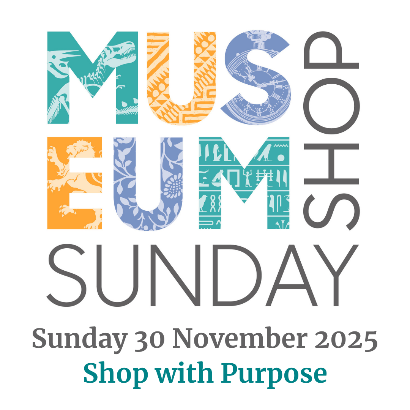 MUS
EUM
SHOP
SUNDAY
Sunday 30 November 2025
Shop with Purpose